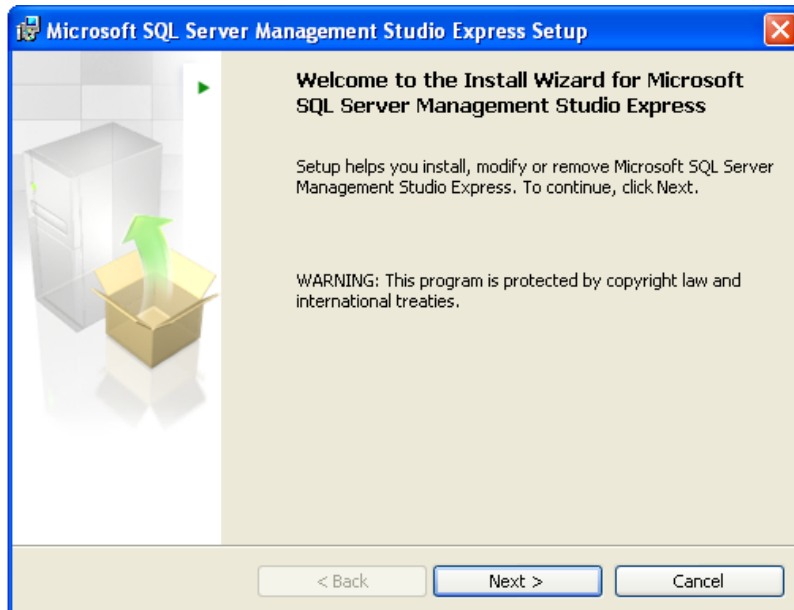 Microsoft SQL Server Management Studio Express Setup
Welcome to the Install Wizard for Microsoft
SQL Server Management Studio Express
Setup helps you install, modify or remove Microsoft SQL Server
Management Studio Express. To continue, click Next.
WARNING: This program is protected by copyright law and
international treaties.
< Back Next > Cancel